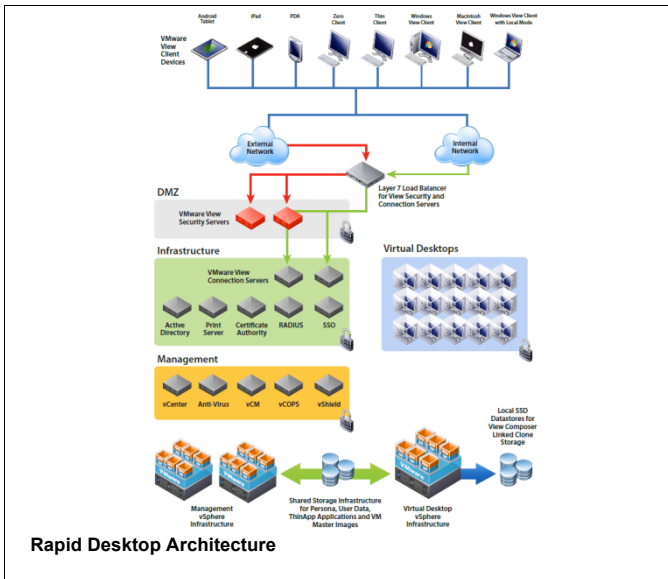 Android
Tablet
iPad
PDA
Zero
Client
Thin
Client
Windows
View Client
Macintosh
View Client
Windows View Client
with Local Mode
VMware
View
Client
Devices
External
Network
Internal
Network
Layer 7 Load Balancer
for View Security and
Connection Servers
DMZ
VMware View
Security Servers
Infrastructure
VMware View
Connection Servers
Active
Directory
Print
Server
Certificate
Authority
RADIUS
SSO
Virtual Desktops
Management
vCenter
Anti-Virus
vCM
vCOPS
vShield
Local SSD
Datastores for
View Composer
Linked Clone
Storage
VMware
VMware
VMware
Management
vSphere
Infrastructure
Shared Storage Infrastructure
for Persona, User Data,
ThinApp Applications and VM
Master Images
Virtual Desktop
vSphere
Infrastructure
Rapid Desktop Architecture